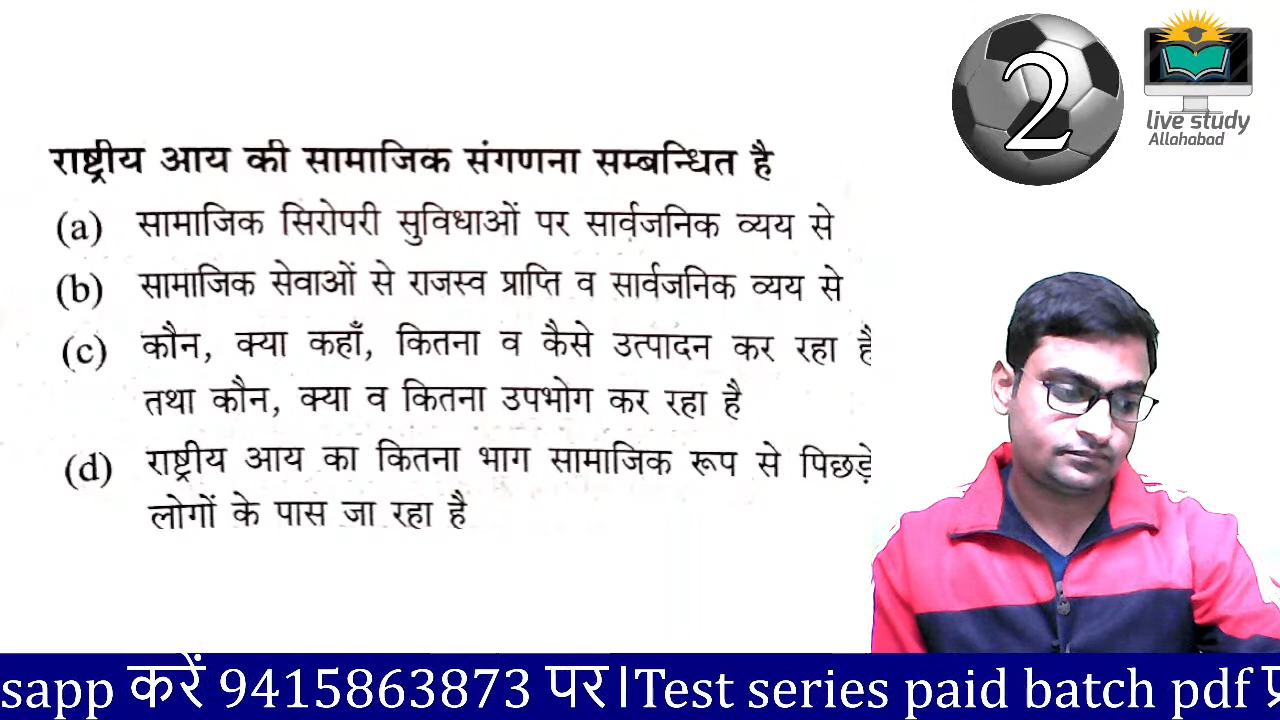 2
live study
Allahabad
राष्ट्रीय आय की सामाजिक संगणना सम्बन्धित है
(a) सामाजिक सिरोपरी सुविधाओं पर सार्वजनिक व्यय से
(b) सामाजिक सेवाओं से राजस्व प्राप्ति व सार्वजनिक व्यय से
(c) कौन, क्या कहाँ, कितना व कैसे उत्पादन कर रहा है
तथा कौन, क्या व कितना उपभोग कर रहा है
(d) राष्ट्रीय आय का कितना भाग सामाजिक रूप से पिछड़े
लोगों के पास जा रहा है
sapp करें 9415863873 पर।Test series paid batch pdf